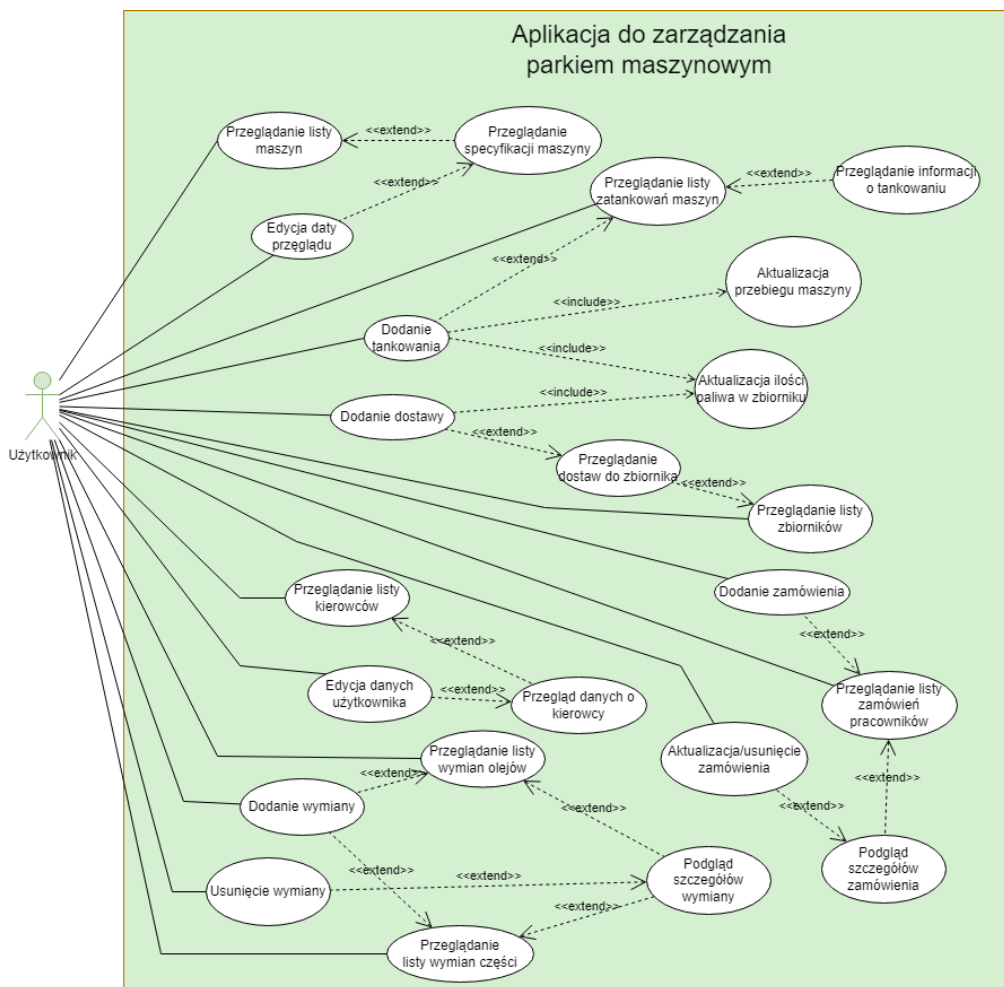 Aplikacja do zarządzania
parkiem maszynowym
Przeglądanie listy
maszyn
<<extend>>
Przeglądanie
specyfikacji maszyny
<<extend>>
Edycja daty
przęglądu
Przeglądanie listy
zatankowań maszyn
<<extend>>
Przeglądanie informacji
o tankowaniu
<<extend>>
Aktualizacja
przebiegu maszyny
<<include>>
Dodanie
tankowania
<<include>>
Aktualizacja ilości
paliwa w zbiorniku
<<include>>
Dodanie dostawy
<<extend>>
Użytkownik
Przeglądanie
dostaw do zbiornika
<<extend>>
Przeglądanie listy
zbiorników
Przeglądanie listy
kierowców
Dodanie zamówienia
<<extend>>
<<extend>>
Edycja danych
użytkownika
<<extend>>
Przegląd danych o
kierowcy
Przeglądanie listy
zamówień
pracowników
Przeglądanie listy
wymian olejów
Aktualizacja/usunięcie
zamówienia
<<extend>>
<<extend>>
Dodanie wymiany
<<extend>>
<<extend>>
<<extend>>
Podgląd
szczegółów
wymiany
Podgląd
szczegółów
zamówienia
Usunięcie wymiany
<<extend>>
<<extend>>
Przeglądanie
listy wymian części